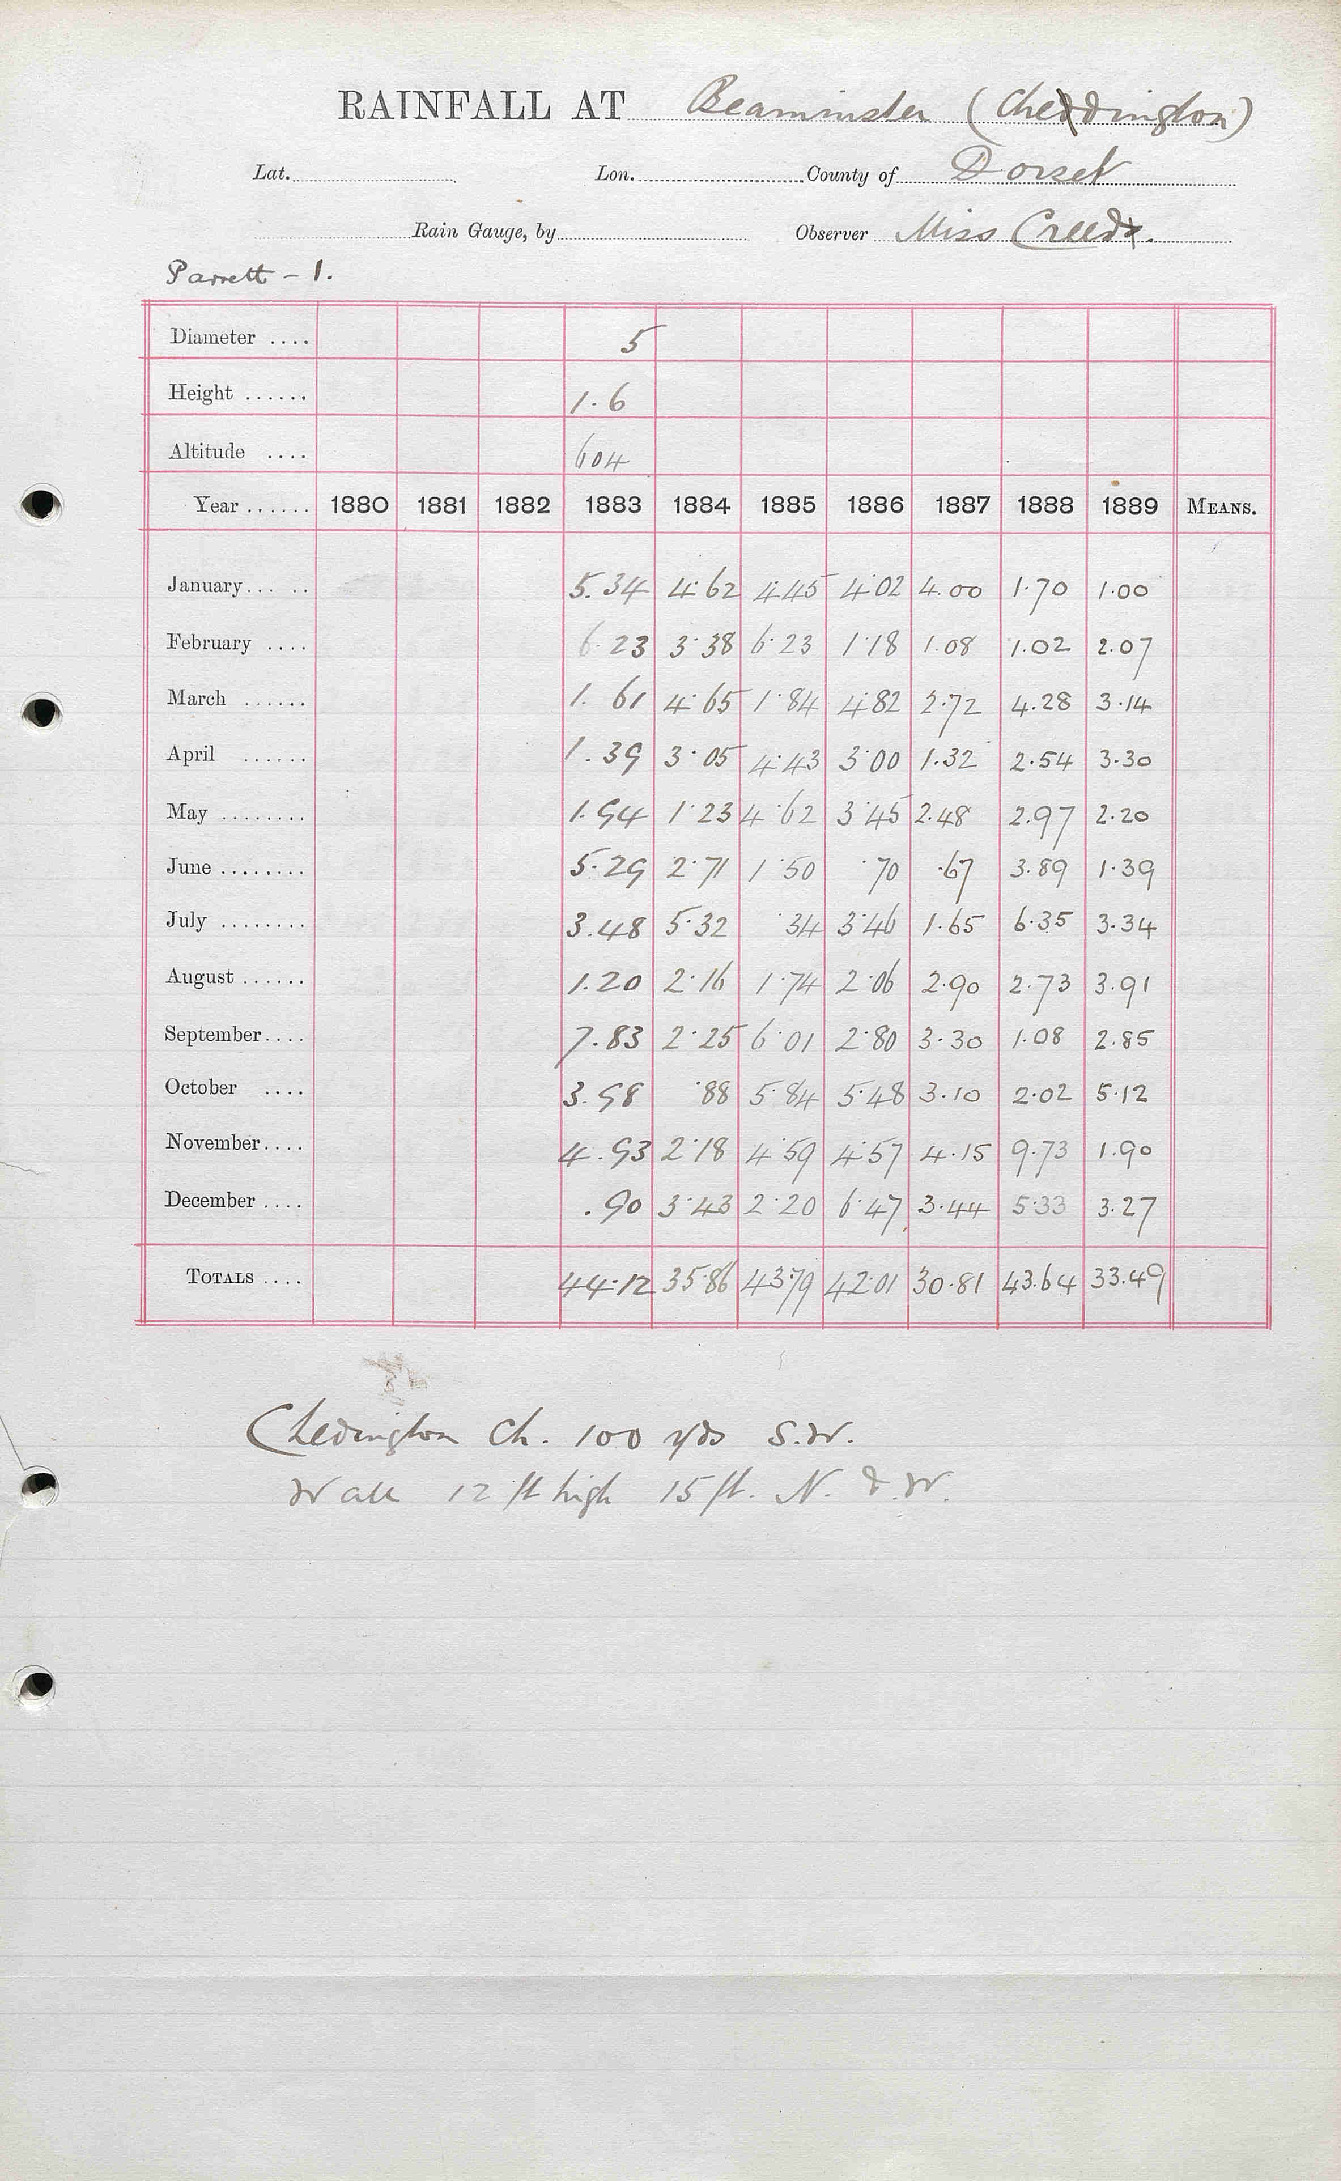 RAINFALL AT Beaminster (Cheddington)
Lat. Lon. County of Dorset
Rain Gauge, by Observer Miss Creed.
Parrett - 1.
Diameter .... 5
Height ...... 1.6
Altitude .... 604
Year ...... 1880 1881 1882 1883 1884 1885 1886 1887 1888 1889 MEANS.
January... .. 5.34 4.62 4.45 4.02 4.00 1.70 1.00
February .... 6.23 3.38 6.23 1.18 1.08 1.02 2.07
March ...... 1.61 4.65 1.84 4.82 2.72 4.28 3.14
April ...... 1.39 3.05 4.43 3.00 1.32 2.54 3.30
May ........ 1.94 1.23 4.62 3.45 2.48 2.97 2.20
June ........ 5.29 2.71 1.50 .70 .67 3.89 1.39
July ........ 3.48 5.32 .34 3.46 1.65 6.35 3.34
August ...... 1.20 2.16 1.74 2.06 2.90 2.73 3.91
September.... 7.83 2.25 6.01 2.80 3.30 1.08 2.85
October .... 3.98 .88 5.84 5.48 3.10 2.02 5.12
November.... 4.93 2.18 4.59 4.57 4.15 9.73 1.90
December .... .90 3.43 2.20 6.47 3.44 5.33 3.27
TOTALS .... 44.12 35.86 43.79 42.01 30.81 43.64 33.49
Chedington Ch. 100 yds S.W.
Wall 12 ft high 15 ft. N. & W.